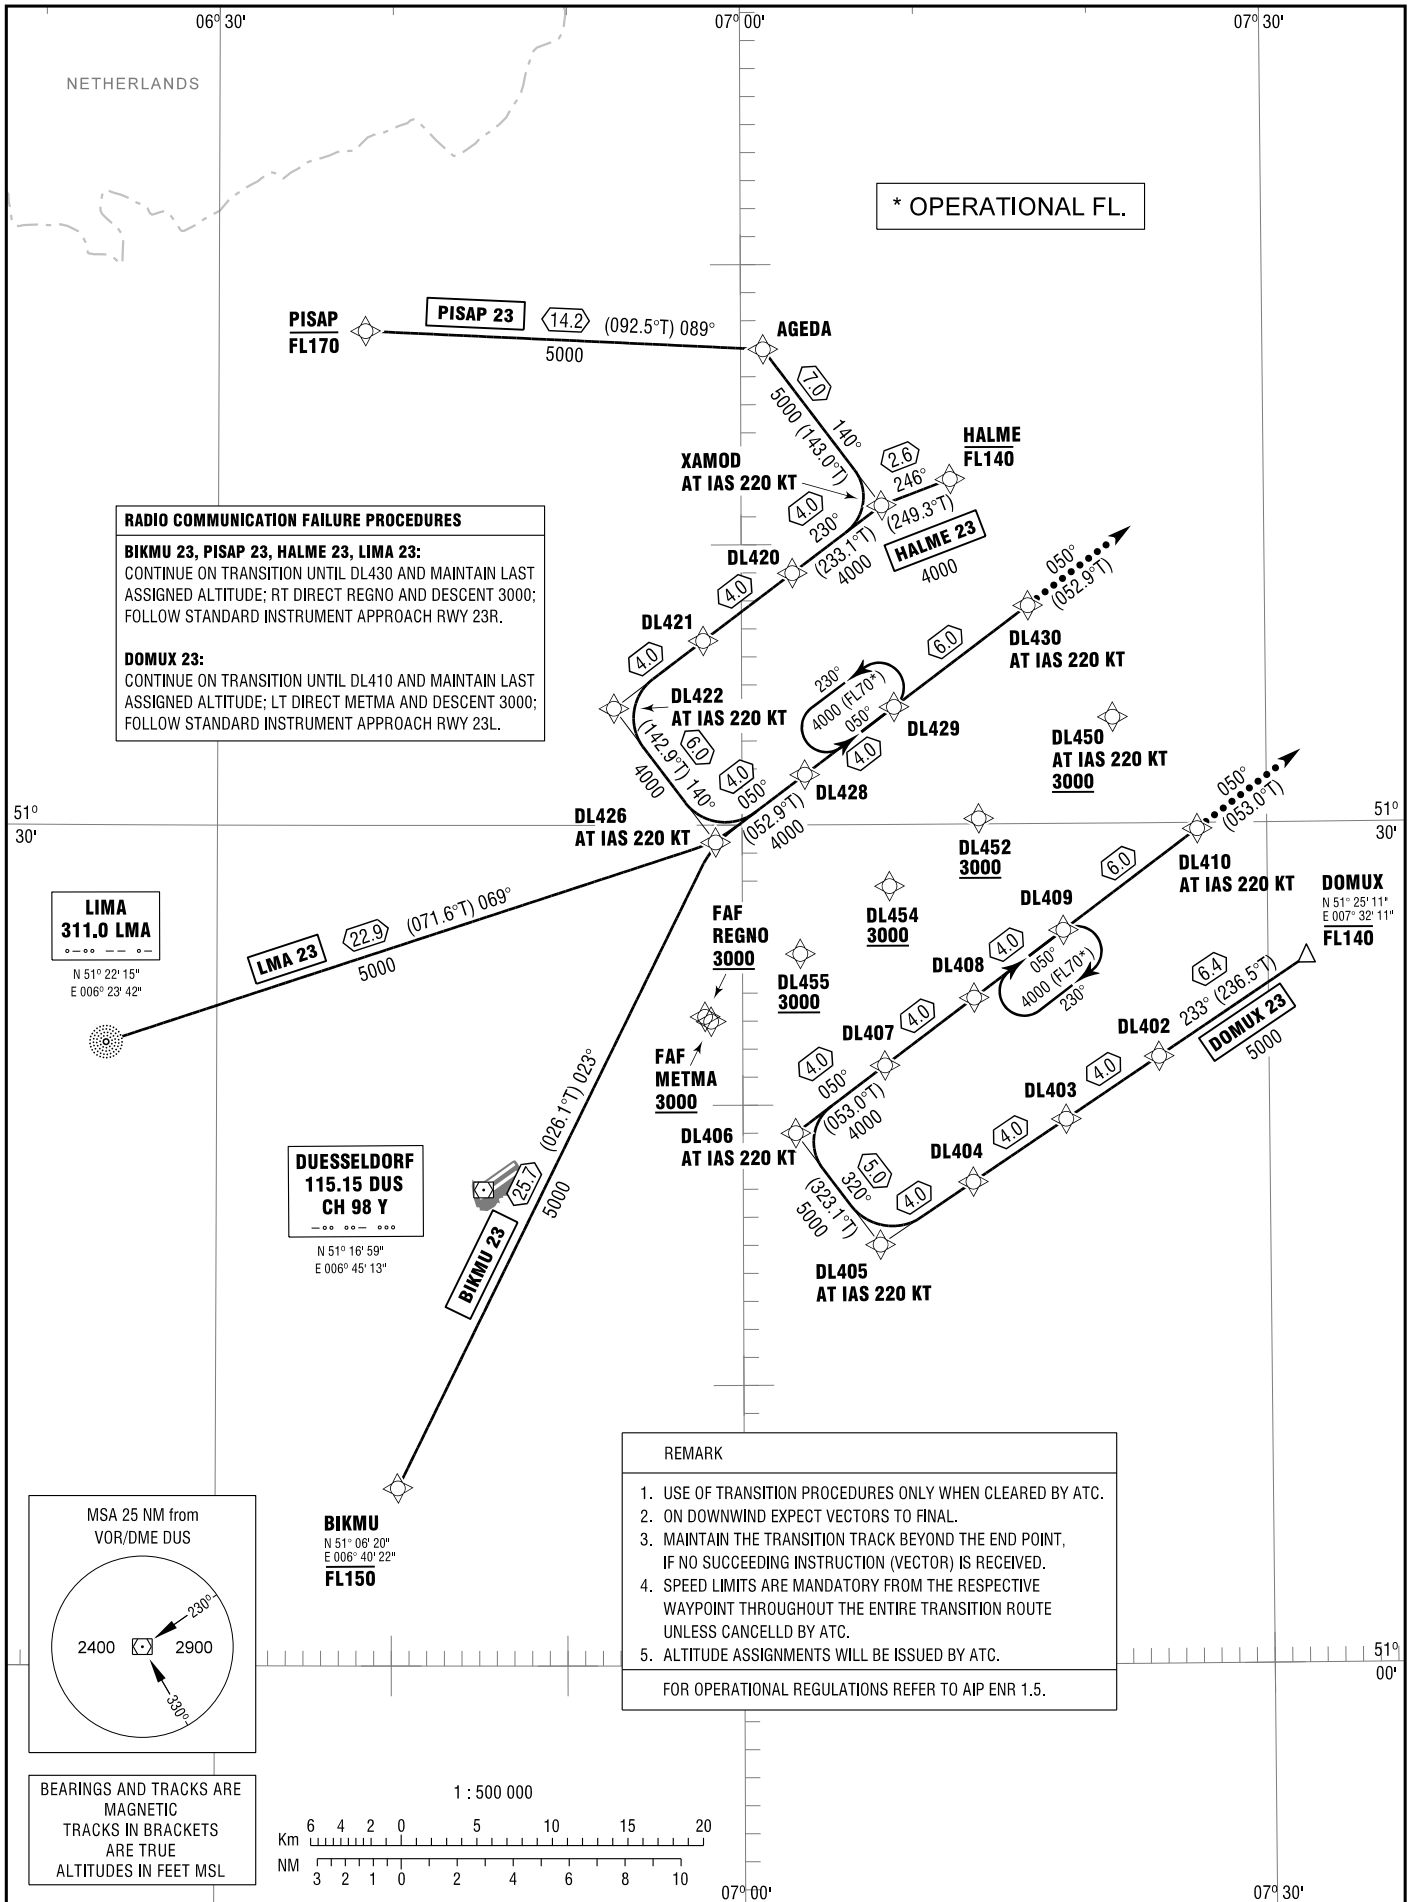 06° 30'
07° 00'
07° 30'
NETHERLANDS
* OPERATIONAL FL.
PISAP
FL170
PISAP 23
14.2
(092.5°T) 089°
5000
AGEDA
7.0
140°
5000 (143.0°T)
HALME
FL140
XAMOD
AT IAS 220 KT
2.6
246°
(249.3°T)
HALME 23
4000
4.0
230°
(233.1°T)
4000
DL420
4.0
DL421
4.0
DL422
AT IAS 220 KT
6.0
(142.9°T) 140°
4000
RADIO COMMUNICATION FAILURE PROCEDURES
BIKMU 23, PISAP 23, HALME 23, LIMA 23:
CONTINUE ON TRANSITION UNTIL DL430 AND MAINTAIN LAST
ASSIGNED ALTITUDE; RT DIRECT REGNO AND DESCENT 3000;
FOLLOW STANDARD INSTRUMENT APPROACH RWY 23R.
DOMUX 23:
CONTINUE ON TRANSITION UNTIL DL410 AND MAINTAIN LAST
ASSIGNED ALTITUDE; LT DIRECT METMA AND DESCENT 3000;
FOLLOW STANDARD INSTRUMENT APPROACH RWY 23L.
050°
(052.9°T)
DL430
AT IAS 220 KT
6.0
230°
4000 (FL70*)
050°
DL429
4.0
DL428
4.0
050°
(052.9°T)
4000
DL426
AT IAS 220 KT
DL450
AT IAS 220 KT
3000
DL452
3000
DL454
3000
DL455
3000
51°
30'
51°
30'
050°
(053.0°T)
DL410
AT IAS 220 KT
6.0
DOMUX
N 51° 25' 11"
E 007° 32' 11"
FL140
LIMA
311.0 LMA
N 51° 22' 15"
E 006° 23' 42"
LMA 23
22.9
(071.6°T) 069°
5000
FAF
REGNO
3000
FAF
METMA
3000
DL409
050°
4000 (FL70*)
230°
4.0
DL408
4.0
DL407
4.0
050°
(053.0°T)
4000
DL406
AT IAS 220 KT
6.4
233° (236.5°T)
DOMUX 23
5000
DL402
4.0
DL403
4.0
DL404
4.0
5.0
320°
(323.1°T)
5000
DL405
AT IAS 220 KT
DUESSELDORF
115.15 DUS
CH 98 Y
N 51° 16' 59"
E 006° 45' 13"
(026.1°T) 023°
25.7
5000
BIKMU 23
BIKMU
N 51° 06' 20"
E 006° 40' 22"
FL150
REMARK
1. USE OF TRANSITION PROCEDURES ONLY WHEN CLEARED BY ATC.
2. ON DOWNWIND EXPECT VECTORS TO FINAL.
3. MAINTAIN THE TRANSITION TRACK BEYOND THE END POINT,
IF NO SUCCEEDING INSTRUCTION (VECTOR) IS RECEIVED.
4. SPEED LIMITS ARE MANDATORY FROM THE RESPECTIVE
WAYPOINT THROUGHOUT THE ENTIRE TRANSITION ROUTE
UNLESS CANCELLD BY ATC.
5. ALTITUDE ASSIGNMENTS WILL BE ISSUED BY ATC.
FOR OPERATIONAL REGULATIONS REFER TO AIP ENR 1.5.
MSA 25 NM from
VOR/DME DUS
230°
2400
2900
330°
51°
00'
BEARINGS AND TRACKS ARE
MAGNETIC
TRACKS IN BRACKETS
ARE TRUE
ALTITUDES IN FEET MSL
1 : 500 000
Km 6 4 2 0 5 10 15 20
NM 3 2 1 0 2 4 6 8 10
07° 00'
07° 30'